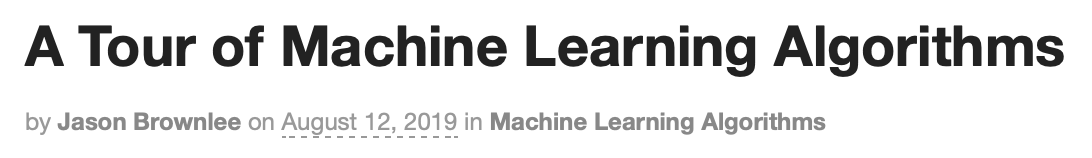 A Tour of Machine Learning Algorithms
by Jason Brownlee on August 12, 2019 in Machine Learning Algorithms